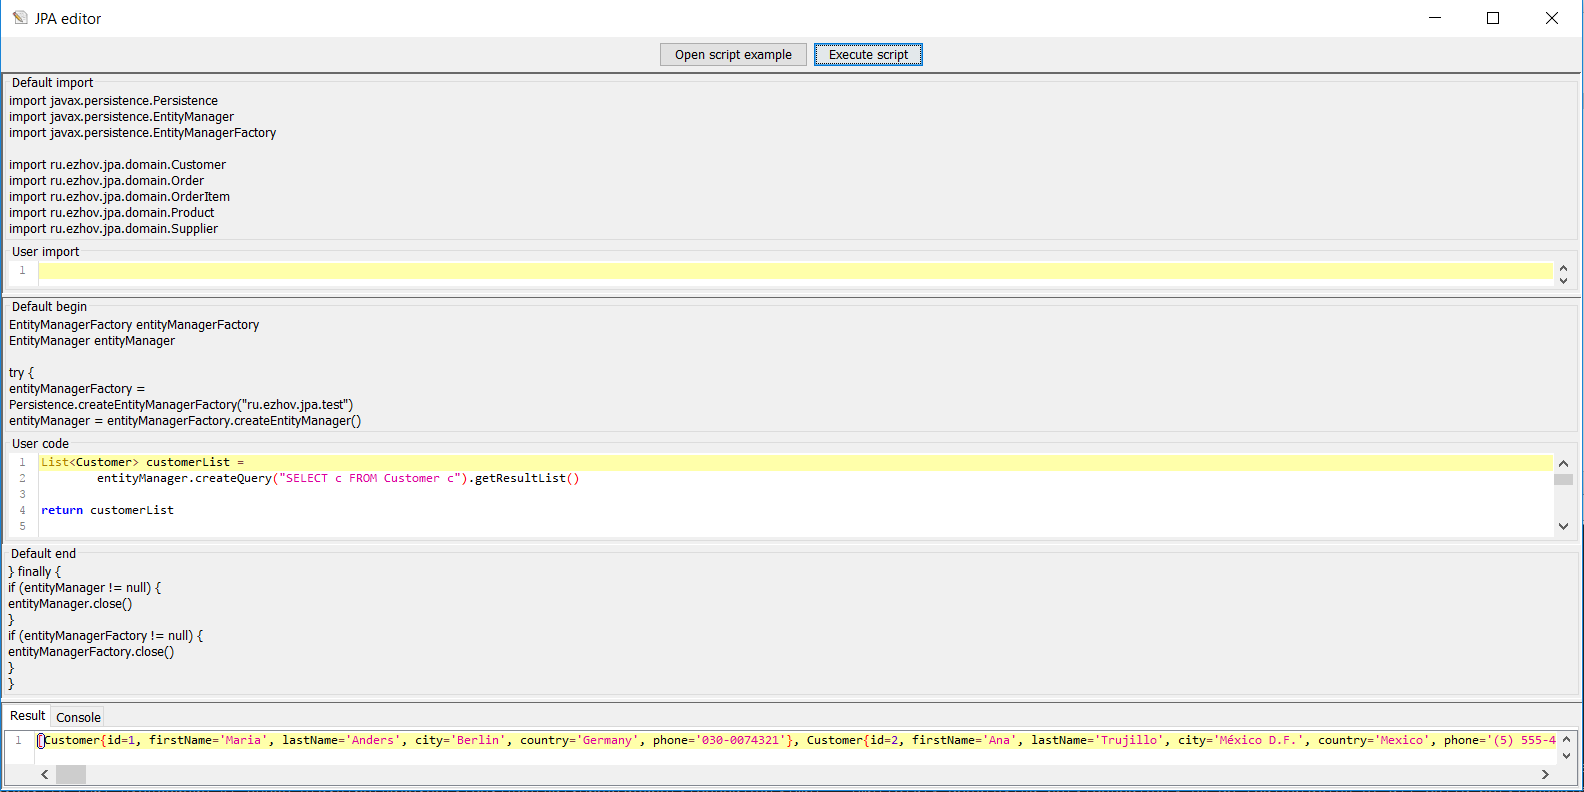 JPA editor
Open script example Execute script
Default import
import javax.persistence.Persistence
import javax.persistence.EntityManager
import javax.persistence.EntityManagerFactory
import ru.ezhov.jpa.domain.Customer
import ru.ezhov.jpa.domain.Order
import ru.ezhov.jpa.domain.OrderItem
import ru.ezhov.jpa.domain.Product
import ru.ezhov.jpa.domain.Supplier
User import
1
Default begin
EntityManagerFactory entityManagerFactory
EntityManager entityManager
try {
entityManagerFactory =
Persistence.createEntityManagerFactory("ru.ezhov.jpa.test")
entityManager = entityManagerFactory.createEntityManager()
User code
1 List<Customer> customerList =
2 entityManager.createQuery("SELECT c FROM Customer c").getResultList()
3
4 return customerList
5
Default end
} finally {
if (entityManager != null) {
entityManager.close()
}
if (entityManagerFactory != null) {
entityManagerFactory.close()
}
}
Result Console
1 [Customer{id=1, firstName='Maria', lastName='Anders', city='Berlin', country='Germany', phone='030-0074321'}, Customer{id=2, firstName='Ana', lastName='Trujillo', city='México D.F.', country='Mexico', phone='(5) 555-4